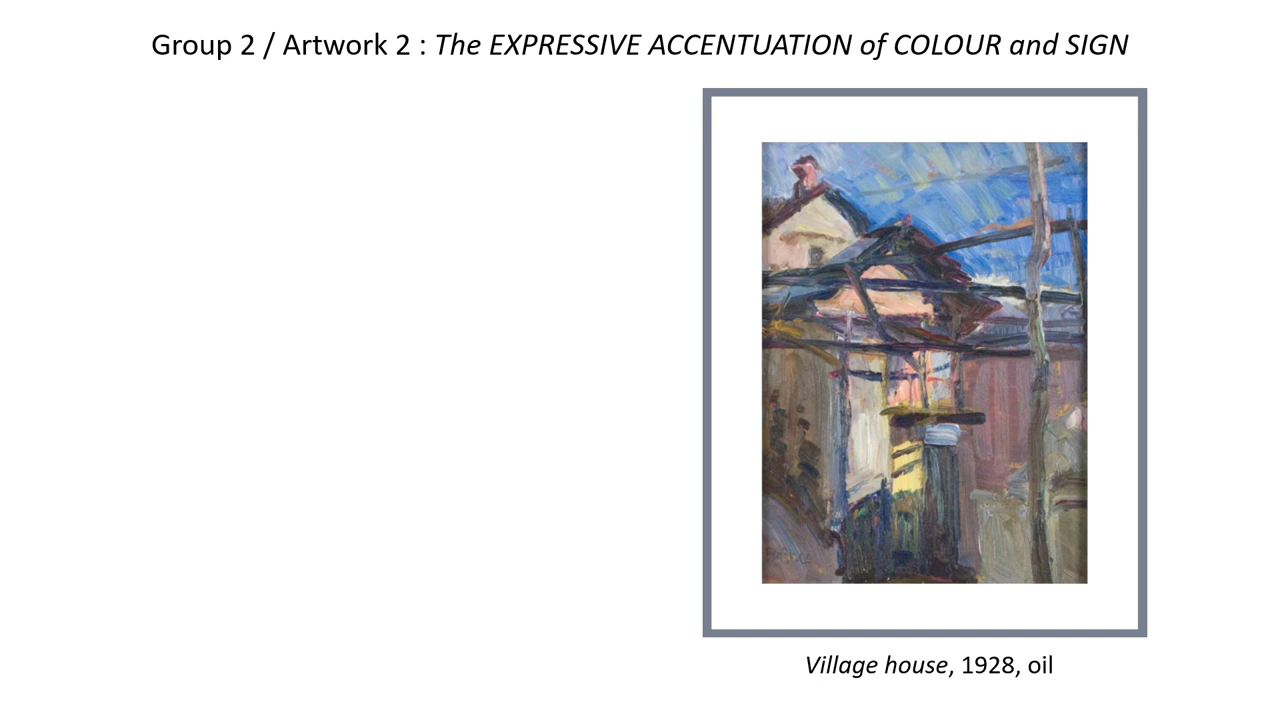 Group 2 / Artwork 2 : The EXPRESSIVE ACCENTUATION of COLOUR and SIGN
Village house, 1928, oil